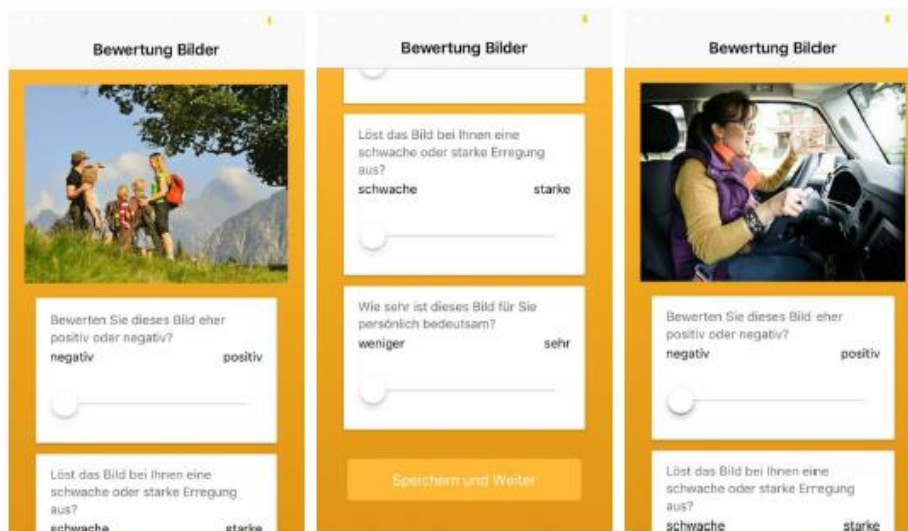 Bewertung Bilder
Bewerten Sie dieses Bild eher
positiv oder negativ?
negativ positiv
Löst das Bild bei Ihnen eine
schwache oder starke Erregung
aus?
schwache starke
Bewertung Bilder
Löst das Bild bei Ihnen eine
schwache oder starke Erregung
aus?
schwache starke
Wie sehr ist dieses Bild für Sie
persönlich bedeutsam?
weniger sehr
Speichern und Weiter
Bewertung Bilder
Bewerten Sie dieses Bild eher
positiv oder negativ?
negativ positiv
Löst das Bild bei Ihnen eine
schwache oder starke Erregung
aus?
schwache starke